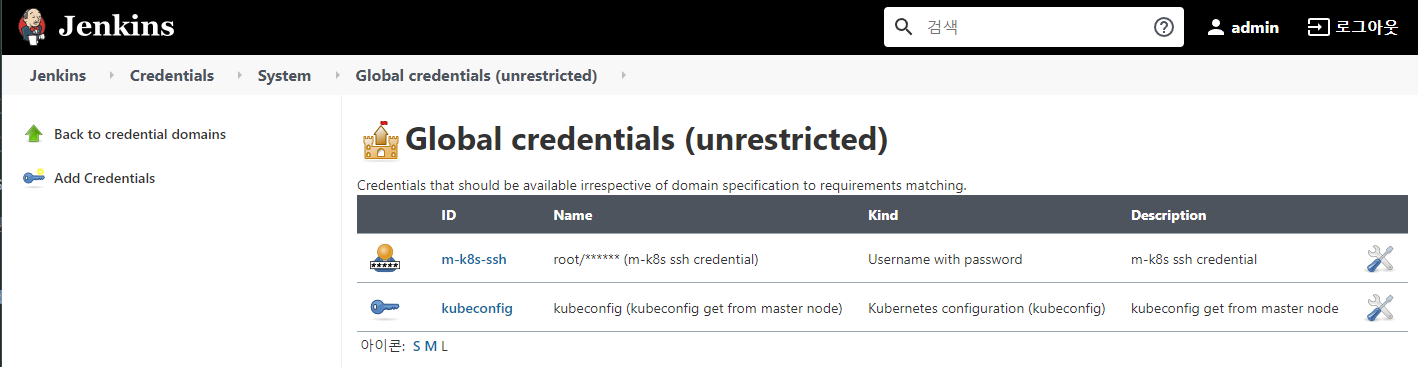 Jenkins 검색 admin 로그아웃
Jenkins Credentials System Global credentials (unrestricted)
Back to credential domains
Add Credentials
Global credentials (unrestricted)
Credentials that should be available irrespective of domain specification to requirements matching.
ID Name Kind Description
m-k8s-ssh root/****** (m-k8s ssh credential) Username with password m-k8s ssh credential
kubeconfig kubeconfig (kubeconfig get from master node) Kubernetes configuration (kubeconfig) kubeconfig get from master node
아이콘: S M L